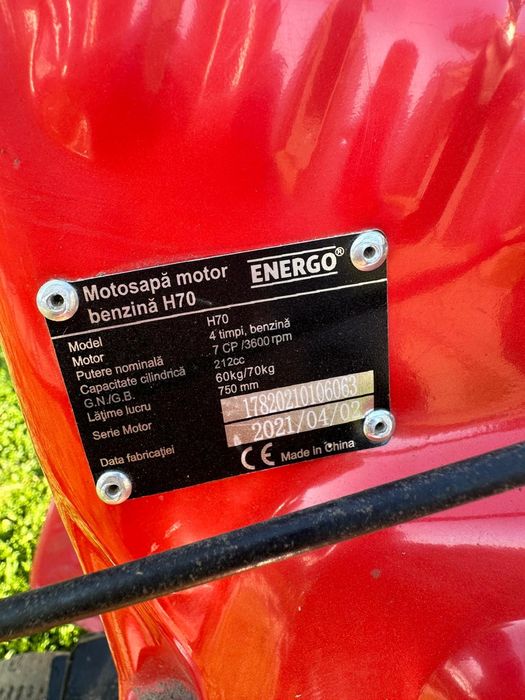 Motosapă motor
benzină H70
ENERGO®
Model H70
Motor 4 timpi, benzină
Putere nominală 7 CP /3600 rpm
Capacitate cilindrică 212cc
G.N./G.B. 60kg/70kg
Lățime lucru 750 mm
Serie Motor 17820210106063
Data fabricației 2021/04/02
CE Made in China